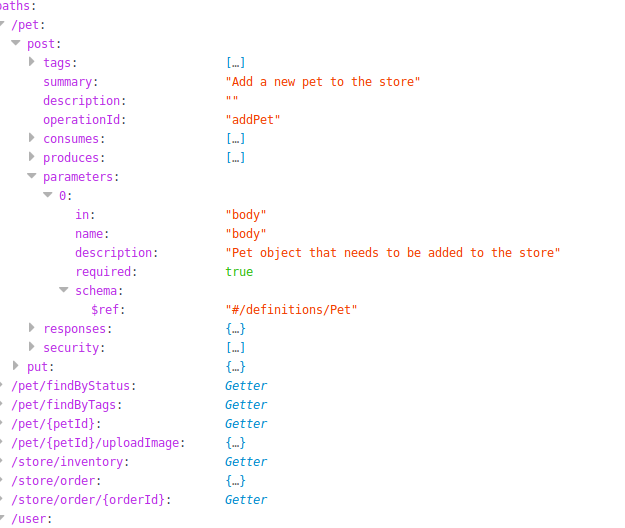 paths:
/pet:
post:
tags: […]
summary: "Add a new pet to the store"
description: ""
operationId: "addPet"
consumes: […]
produces: […]
parameters:
0:
in: "body"
name: "body"
description: "Pet object that needs to be added to the store"
required: true
schema:
$ref: "#/definitions/Pet"
responses: {…}
security: […]
put: {…}
/pet/findByStatus: Getter
/pet/findByTags: Getter
/pet/{petId}: Getter
/pet/{petId}/uploadImage: {…}
/store/inventory: Getter
/store/order: {…}
/store/order/{orderId}: Getter
/user: